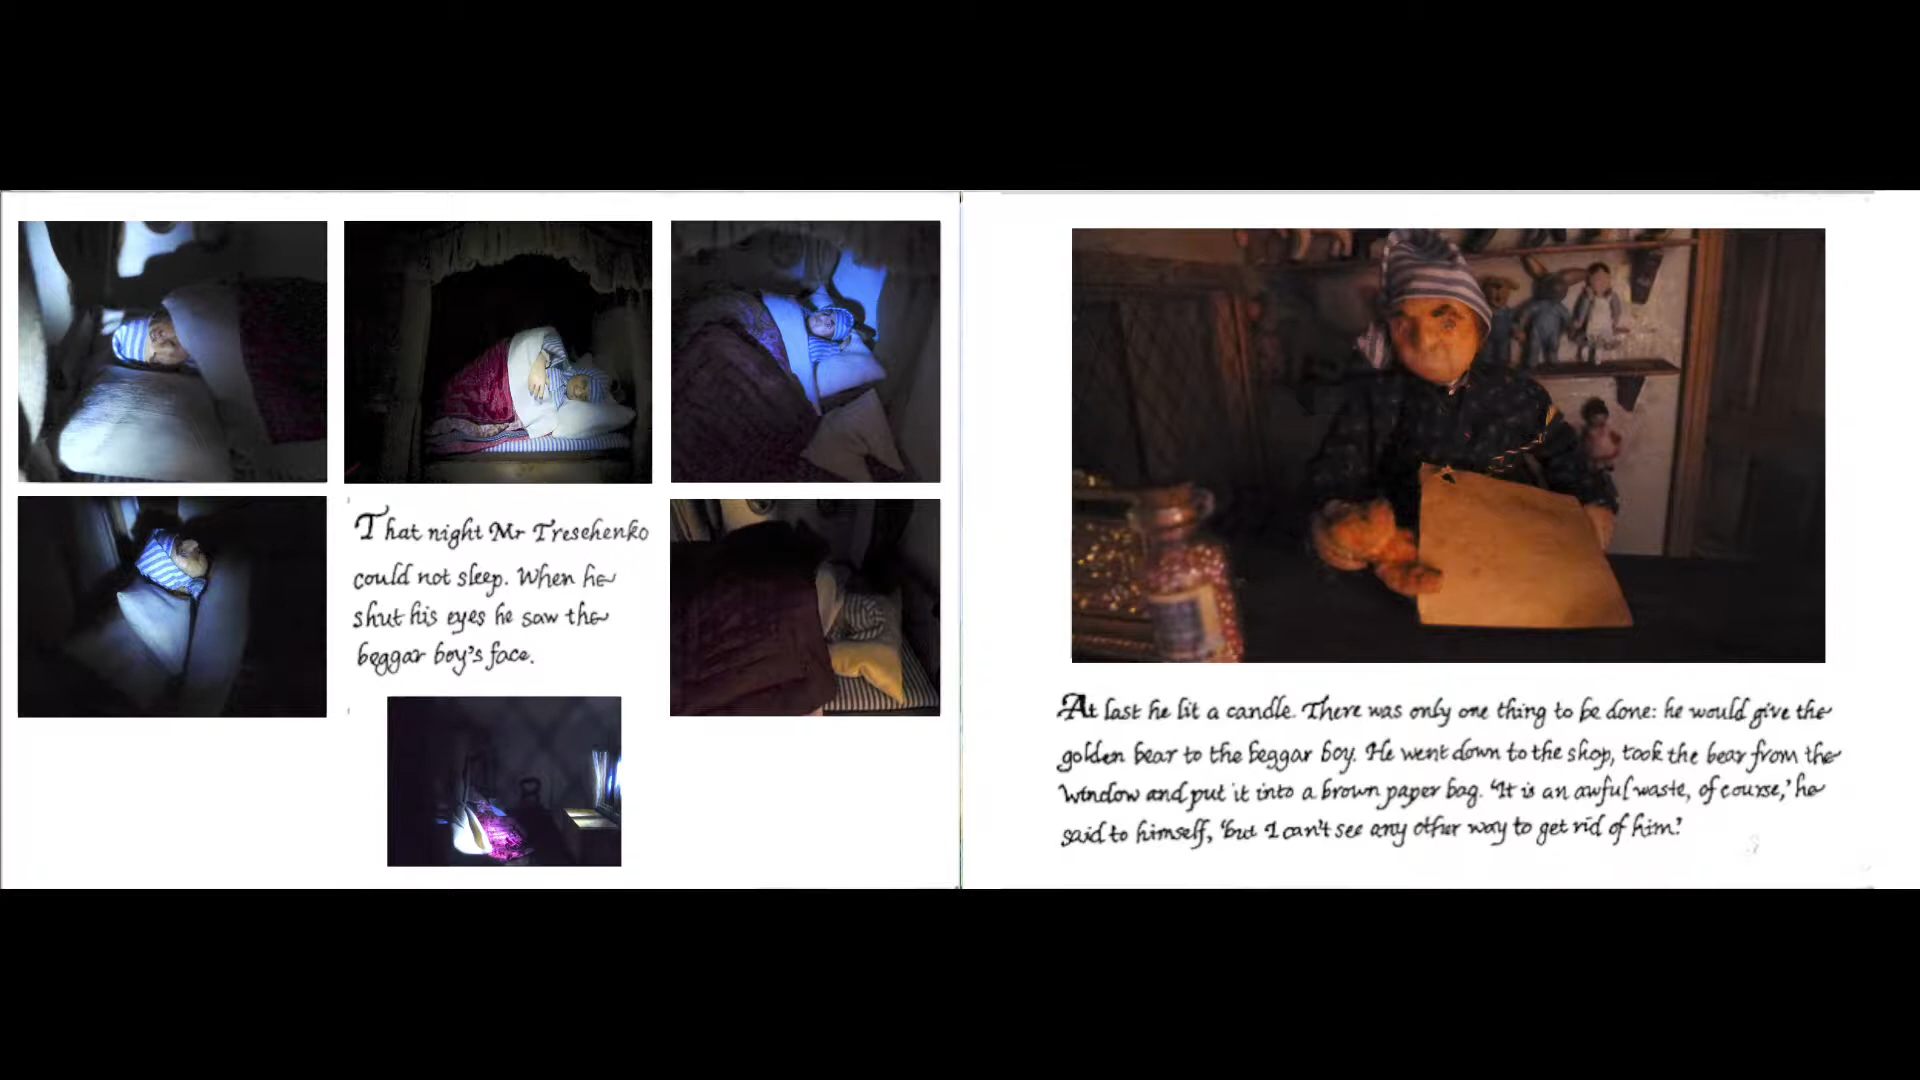 That night Mr Treschenko
could not sleep. When he
shut his eyes he saw the
beggar boy's face.
At last he lit a candle. There was only one thing to be done: he would give the
golden bear to the beggar boy. He went down to the shop, took the bear from the
window and put it into a brown paper bag. 'It is an awful waste, of course,' he
said to himself, 'but I can't see any other way to get rid of him.'